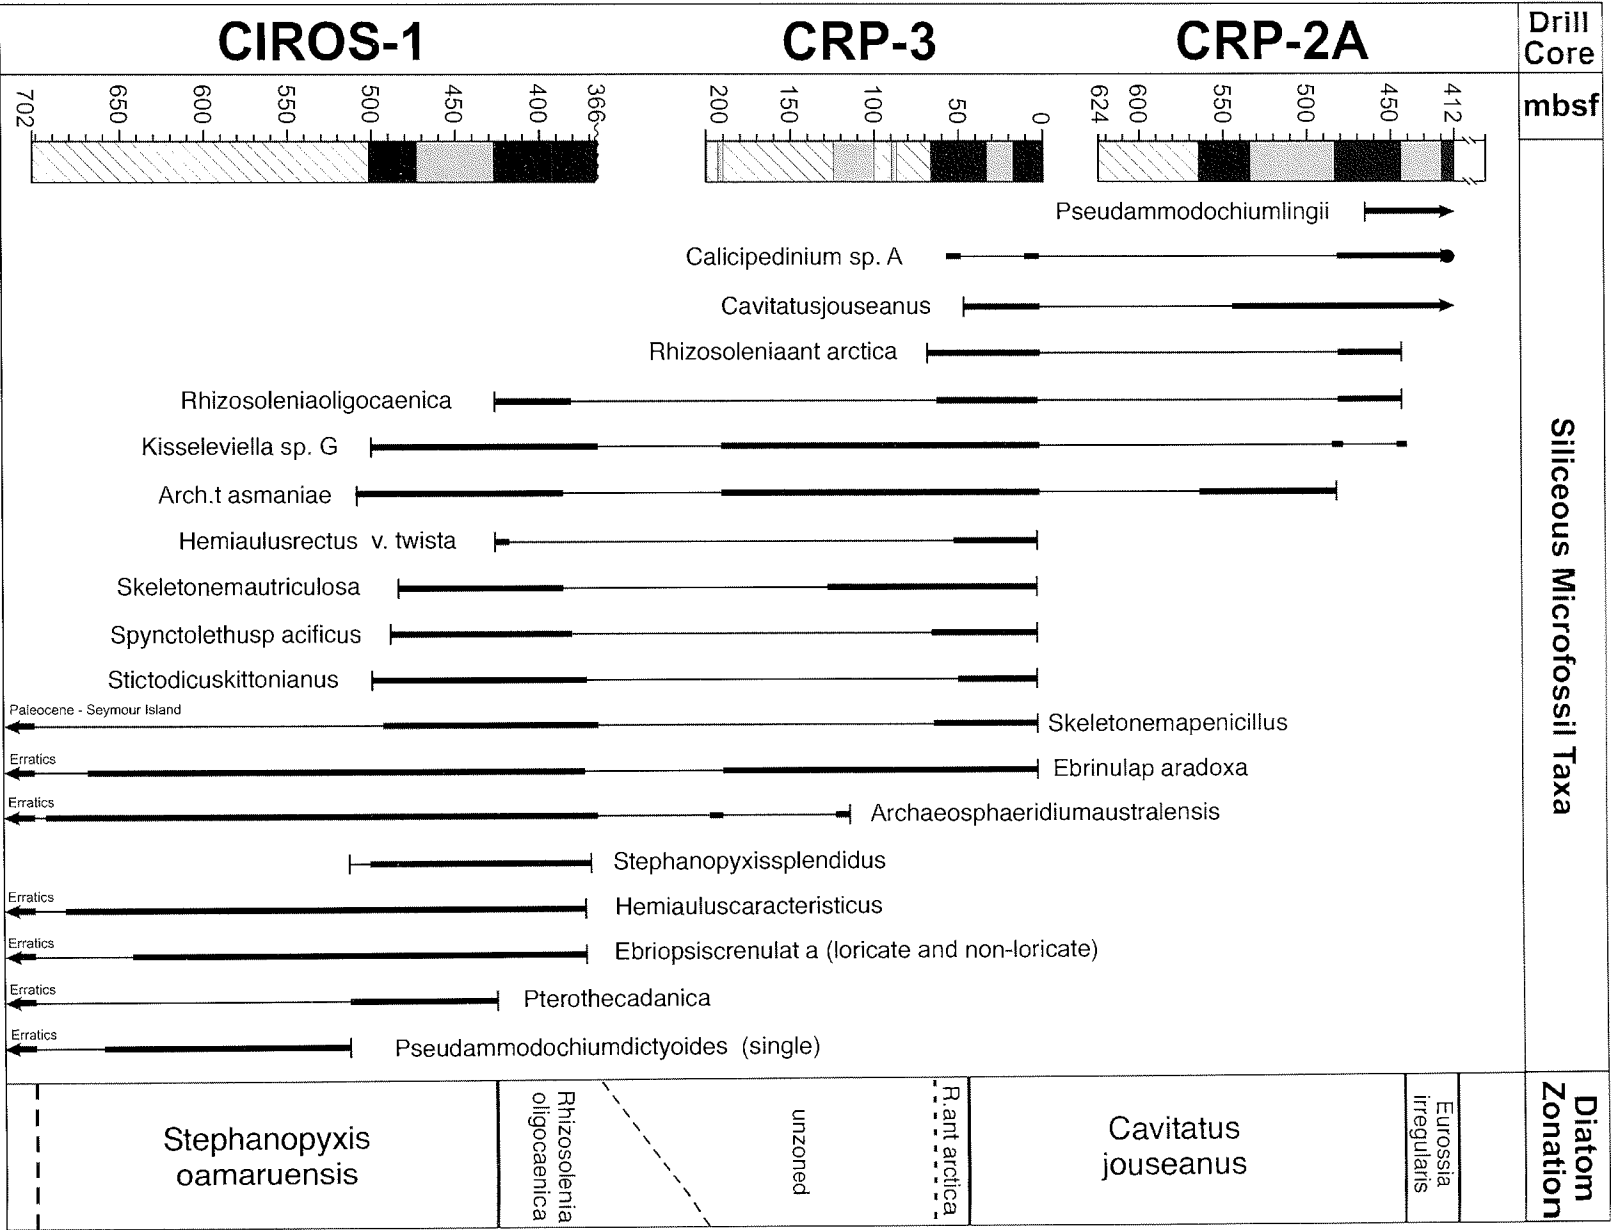 CIROS-1 CRP-3 CRP-2A Drill Core
702 650 600 550 500 450 400 366 200 150 100 50 0 624 600 550 500 450 412 mbsf
Pseudammodochiumlingii
Calicipedinium sp. A
Cavitatusjouseanus
Rhizosoleniaant arctica
Rhizosoleniaoligocaenica
Kisseleviella sp. G
Arch.t asmaniae
Hemiaulusrectus v. twista
Skeletonemautriculosa
Spynctolethusp acificus
Stictodicuskittonianus
Paleocene - Seymour Island
Skeletonemapenicillus
Erratics
Ebrinulap aradoxa
Erratics
Archaeosphaeridiumaustralensis
Stephanopyxissplendidus
Erratics
Hemiauluscaracteristicus
Erratics
Ebriopsiscrenulat a (loricate and non-loricate)
Erratics
Pterothecadanica
Erratics
Pseudammodochiumdictyoides (single)
Siliceous Microfossil Taxa
Stephanopyxis
oamaruensis
Rhizosolenia
oligocaenica
unzoned
R.ant arctica
Cavitatus
jouseanus
Eurossia
irregularis
Diatom
Zonation